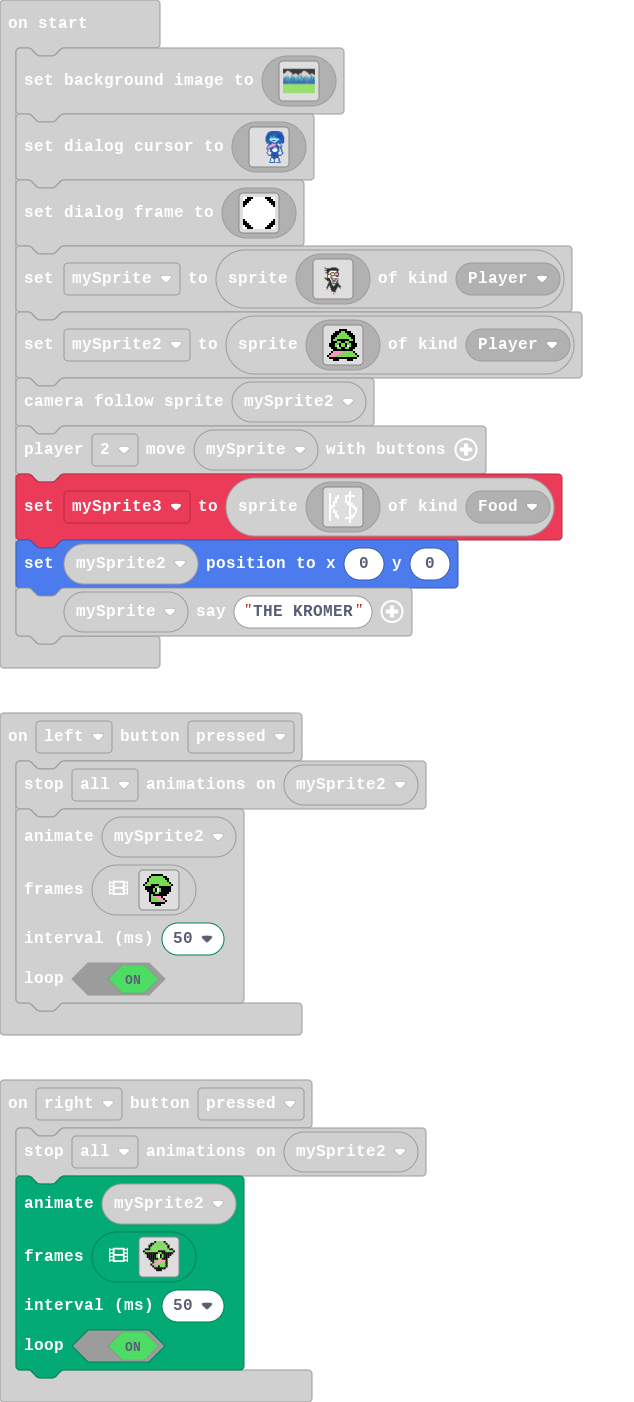 on start
set background image to
set dialog cursor to
set dialog frame to
set mySprite to sprite of kind Player
set mySprite2 to sprite K$ of kind Player
camera follow sprite mySprite2
player 2 move mySprite with buttons
set mySprite3 to sprite K$ of kind Food
set mySprite2 position to x 0 y 0
mySprite say "THE KROMER"
on left button pressed
stop all animations on mySprite2
animate mySprite2
frames
interval (ms) 50
loop ON
on right button pressed
stop all animations on mySprite2
animate mySprite2
frames
interval (ms) 50
loop ON